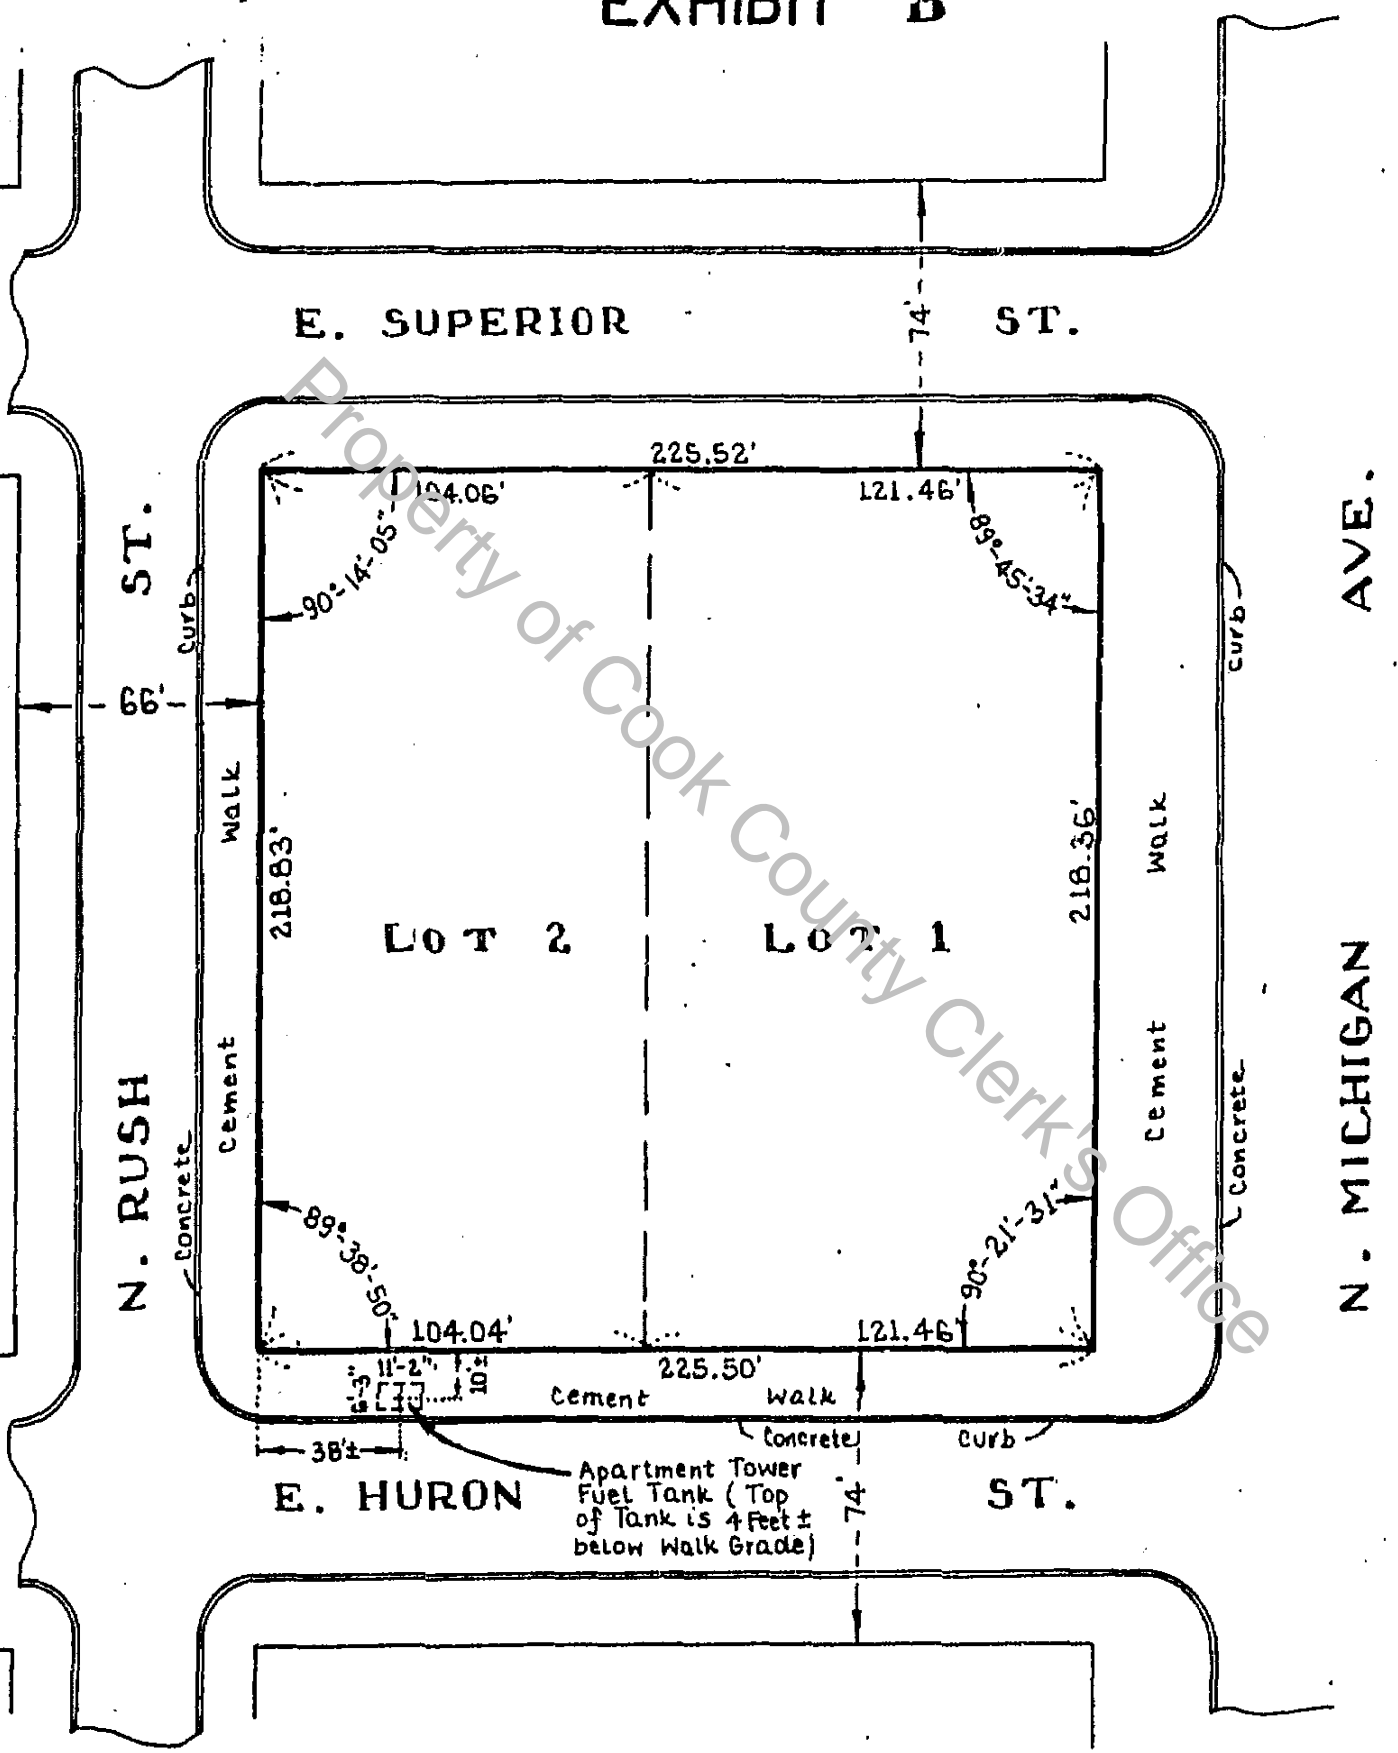 EXHIBIT B
E. SUPERIOR ST.
74'
225.52'
104.06'
121.46'
90°-14'-05"
89°-45'-34"
N. RUSH ST.
Curb
66'
Walk
218.83'
Cement
Concrete
LOT 2
LOT 1
218.36'
Walk
Cement
Curb
Concrete
N. MICHIGAN AVE.
89°-38'-50"
90°-21'-31"
104.04'
121.46'
225.50'
11'-2"
10'±
38'±
Cement Walk
Concrete Curb
E. HURON ST.
74'
Apartment Tower
Fuel Tank (Top
of Tank is 4 Feet ±
below Walk Grade)
Property of Cook County Clerk's Office